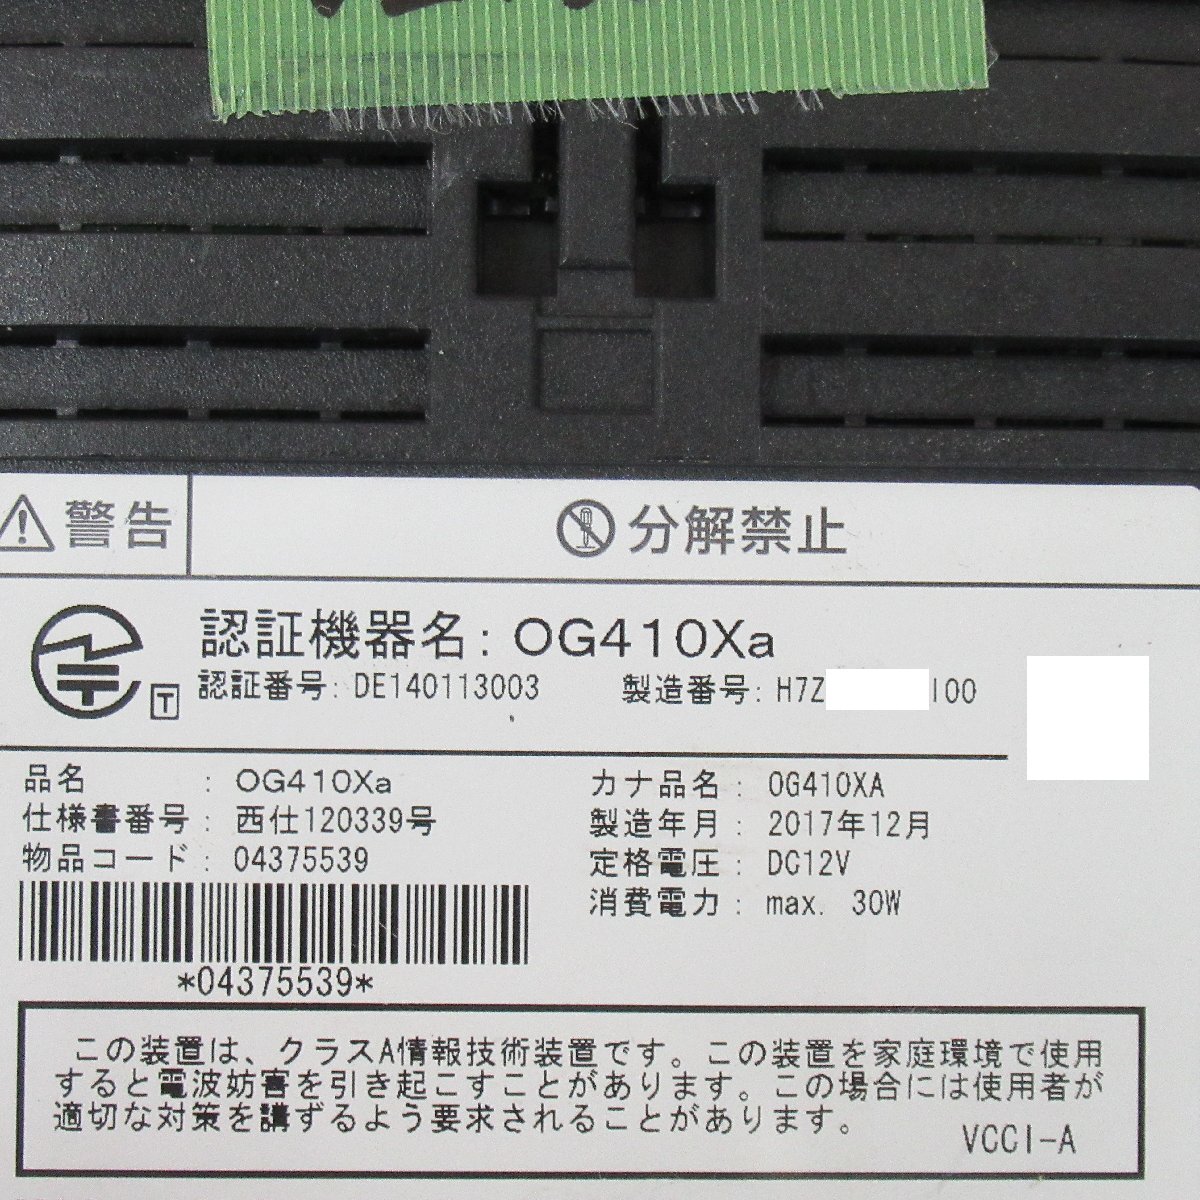 警告
分解禁止
認証機器名: OG410Xa
T
認証番号: DE140113003 製造番号: H7Z I00
品名 : OG410Xa
仕様書番号 : 西仕120339号
物品コード : 04375539
*04375539*
カナ品名 : OG410XA
製造年月 : 2017年12月
定格電圧 : DC12V
消費電力 : max. 30W
この装置は、クラスA情報技術装置です。この装置を家庭環境で使用
すると電波妨害を引き起こすことがあります。この場合には使用者が
適切な対策を講ずるよう要求されることがあります。
VCCI-A